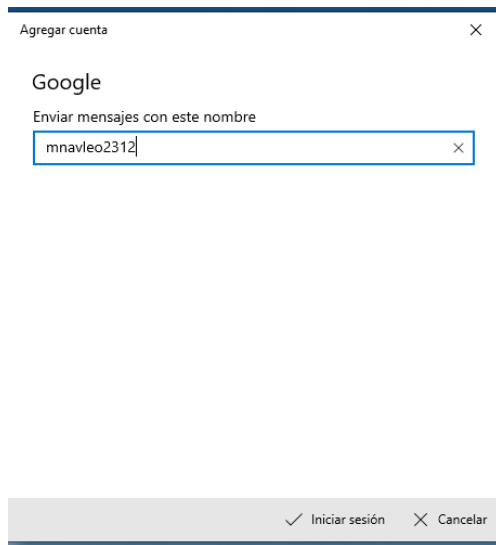 Agregar cuenta
Google
Enviar mensajes con este nombre
mnavleo2312
Iniciar sesión Cancelar